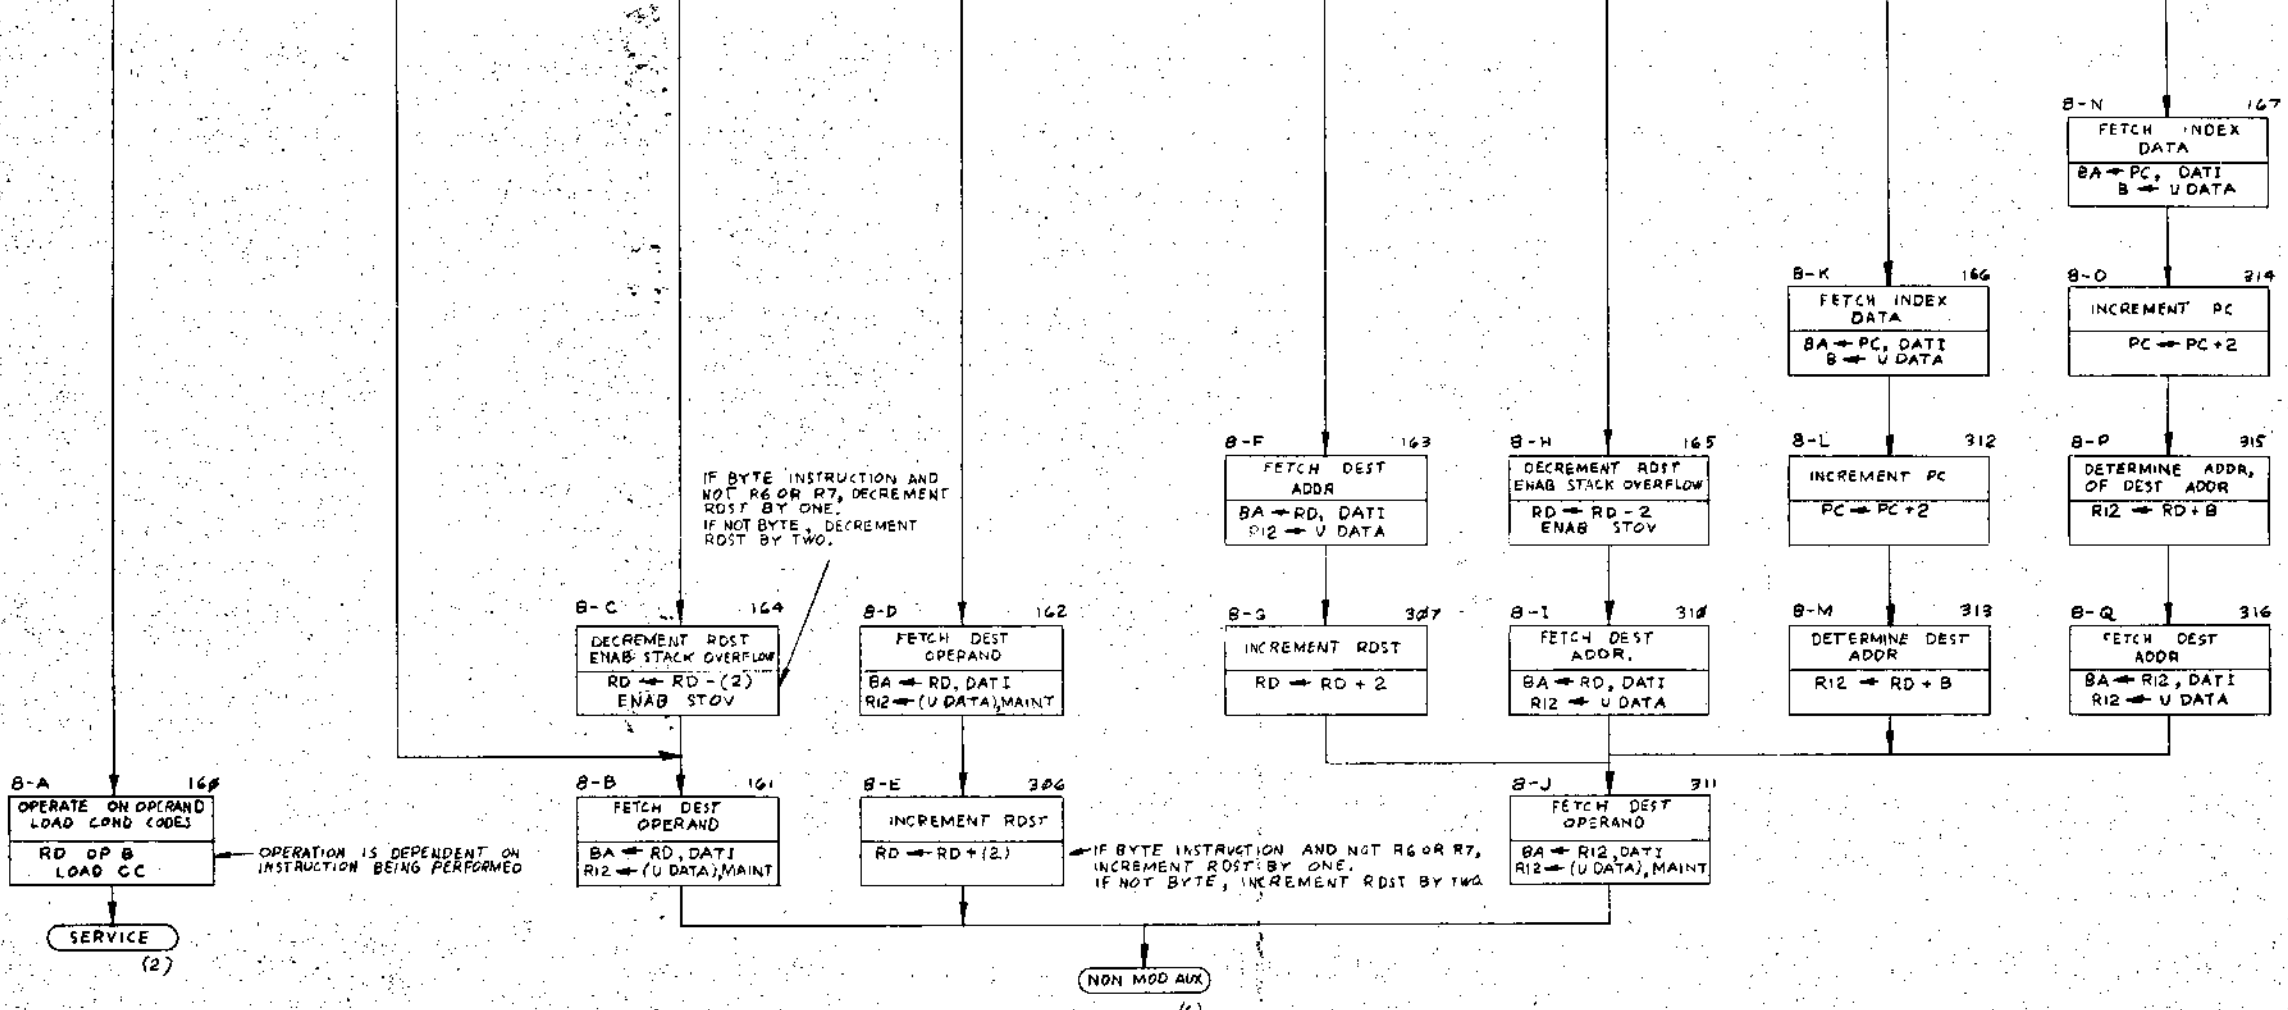 8-N 167
FETCH INDEX
DATA
BA ← PC, DATI
B ← U DATA
8-K 166
FETCH INDEX
DATA
BA ← PC, DATI
B ← U DATA
8-O 314
INCREMENT PC
PC ← PC + 2
8-F 163
FETCH DEST
ADDR
BA ← RD, DATI
R12 ← U DATA
8-H 165
DECREMENT RDST
ENAB STACK OVERFLOW
RD ← RD - 2
ENAB STOV
8-L 312
INCREMENT PC
PC ← PC + 2
8-P 315
DETERMINE ADDR,
OF DEST ADDR
R12 ← RD + B
IF BYTE INSTRUCTION AND
NOT R6 OR R7, DECREMENT
RDST BY ONE.
IF NOT BYTE, DECREMENT
RDST BY TWO.
8-C 164
DECREMENT RDST
ENAB STACK OVERFLOW
RD ← RD - (2)
ENAB STOV
8-D 162
FETCH DEST
OPERAND
BA ← RD, DATI
R12 ← (U DATA), MAINT
8-G 307
INCREMENT RDST
RD ← RD + 2
8-I 310
FETCH DEST
ADDR.
BA ← RD, DATI
R12 ← U DATA
8-M 313
DETERMINE DEST
ADDR
R12 ← RD + B
8-Q 316
FETCH DEST
ADDR
BA ← R12, DATI
R12 ← U DATA
8-A 160
OPERATE ON OPERAND
LOAD COND CODES
RD OP B
LOAD CC
OPERATION IS DEPENDENT ON
INSTRUCTION BEING PERFORMED
8-B 161
FETCH DEST
OPERAND
BA ← RD, DATI
R12 ← (U DATA), MAINT
8-E 306
INCREMENT RDST
RD ← RD + (2)
IF BYTE INSTRUCTION AND NOT R6 OR R7,
INCREMENT RDST BY ONE.
IF NOT BYTE, INCREMENT RDST BY TWO
8-J 311
FETCH DEST
OPERAND
BA ← R12, DATI
R12 ← (U DATA), MAINT
SERVICE
(2)
NON MOD AUX